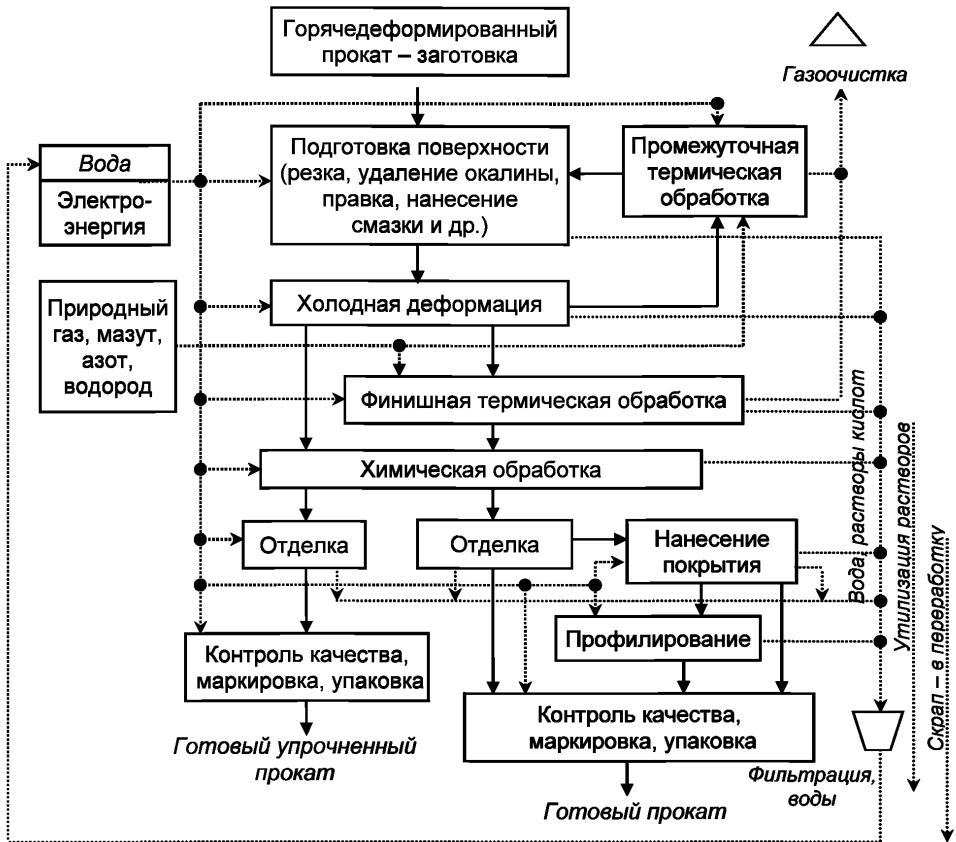 Горячедеформированный
прокат – заготовка
Газоочистка
Вода
Электро-
энергия
Подготовка поверхности
(резка, удаление окалины,
правка, нанесение
смазки и др.)
Промежуточная
термическая
обработка
Природный
газ, мазут,
азот,
водород
Холодная деформация
Финишная термическая обработка
Химическая обработка
Отделка
Отделка
Нанесение
покрытия
Вода, растворы кислот
Утилизация растворов
Скрап – в переработку
Профилирование
Контроль качества,
маркировка, упаковка
Контроль качества,
маркировка, упаковка
Готовый упрочненный
прокат
Готовый прокат
Фильтрация,
воды